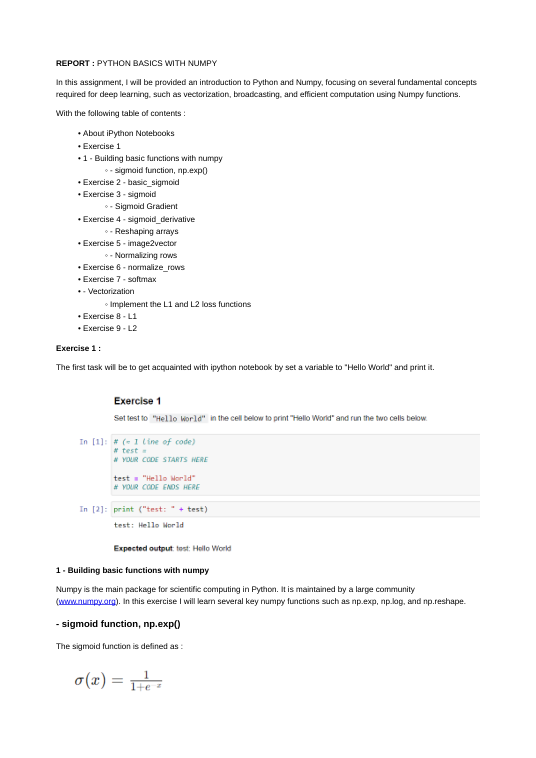 REPORT : PYTHON BASICS WITH NUMPY
In this assignment, I will be provided an introduction to Python and Numpy, focusing on several fundamental concepts
required for deep learning, such as vectorization, broadcasting, and efficient computation using Numpy functions.
With the following table of contents :
• About iPython Notebooks
• Exercise 1
• 1 - Building basic functions with numpy
◦ - sigmoid function, np.exp()
• Exercise 2 - basic_sigmoid
• Exercise 3 - sigmoid
◦ - Sigmoid Gradient
• Exercise 4 - sigmoid_derivative
◦ - Reshaping arrays
• Exercise 5 - image2vector
◦ - Normalizing rows
• Exercise 6 - normalize_rows
• Exercise 7 - softmax
• - Vectorization
◦ Implement the L1 and L2 loss functions
• Exercise 8 - L1
• Exercise 9 - L2
Exercise 1 :
The first task will be to get acquainted with ipython notebook by set a variable to "Hello World" and print it.
Exercise 1
Set test to "Hello World" in the cell below to print "Hello World" and run the two cells below.
In [1]: # (≈ 1 line of code)
# test =
# YOUR CODE STARTS HERE
test = "Hello World"
# YOUR CODE ENDS HERE
In [2]: print ("test: " + test)
test: Hello World
Expected output: test: Hello World
1 - Building basic functions with numpy
Numpy is the main package for scientific computing in Python. It is maintained by a large community
(www.numpy.org). In this exercise I will learn several key numpy functions such as np.exp, np.log, and np.reshape.
- sigmoid function, np.exp()
The sigmoid function is defined as :
σ(x) = 1/(1+e^-x)